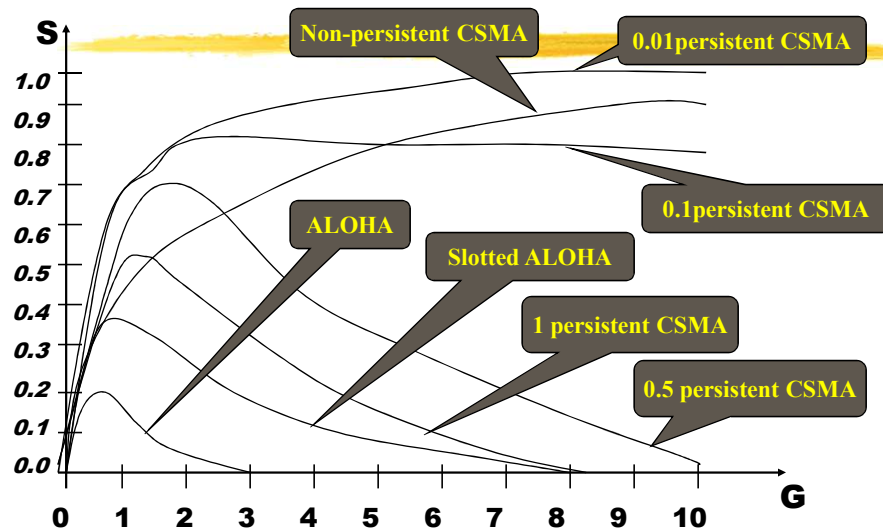 S
Non-persistent CSMA
0.01persistent CSMA
1.0
0.9
0.8
0.7
0.6
0.5
0.4
0.3
0.2
0.1
0.0
0.1persistent CSMA
ALOHA
Slotted ALOHA
1 persistent CSMA
0.5 persistent CSMA
0 1 2 3 4 5 6 7 8 9 10 G